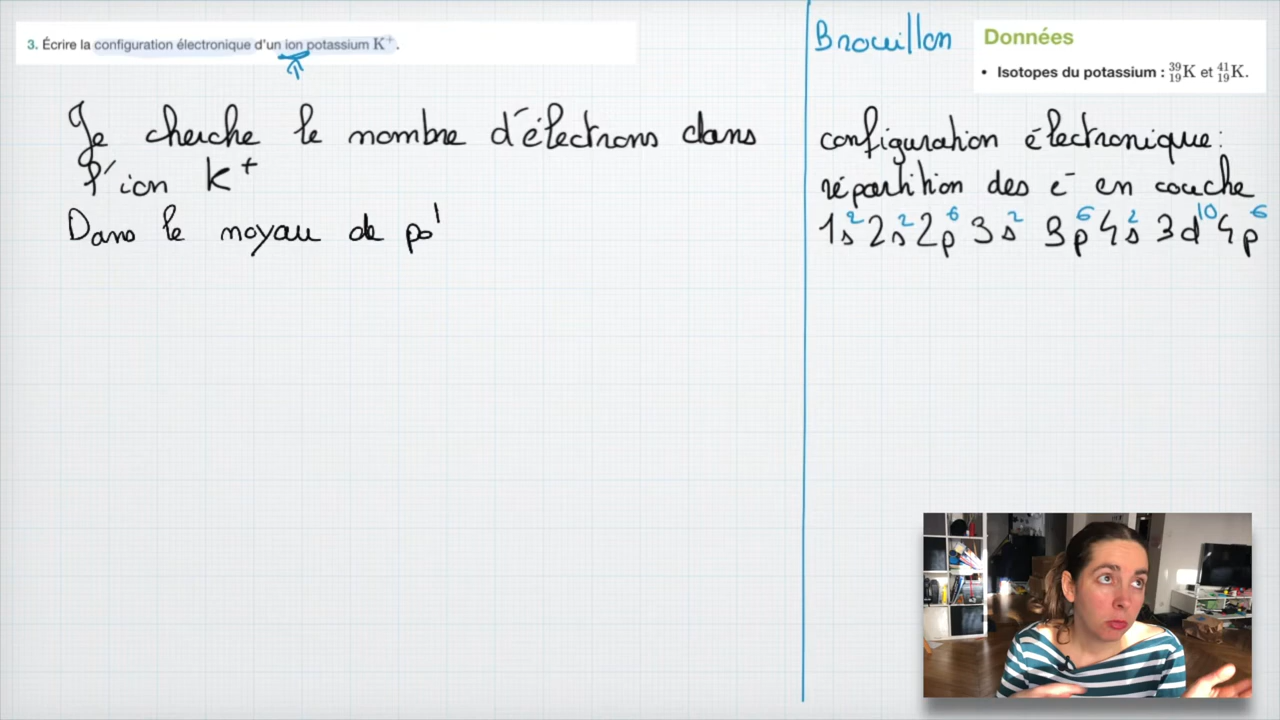 3. Écrire la configuration électronique d'un ion potassium K⁺.
Je cherche le nombre d'électrons dans
l'ion K⁺
Dans le noyau de po
Brouillon
Données
• Isotopes du potassium : ³⁹₁₉K et ⁴¹₁₉K.
configuration électronique :
répartition des e⁻ en couche
1s² 2s² 2p⁶ 3s² 3p⁶ 4s² 3d¹⁰ 4p⁶